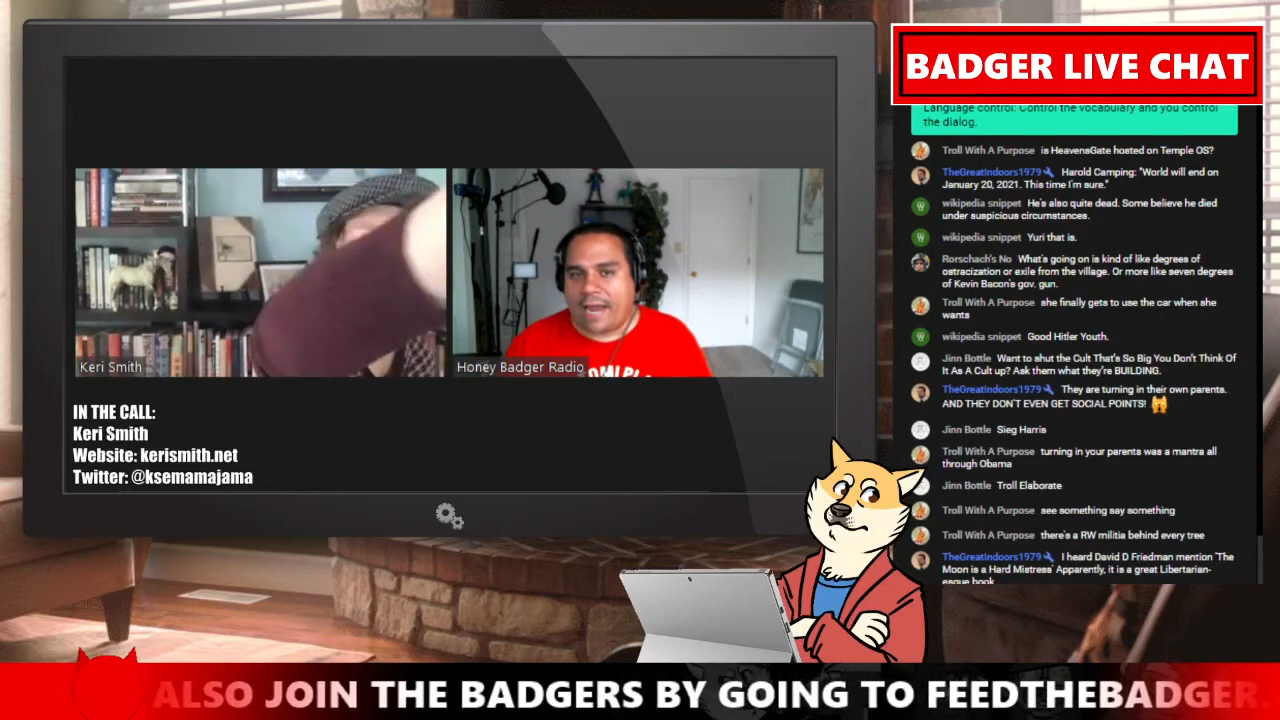 BADGER LIVE CHAT
Language control: Control the vocabulary and you control
the dialog.
Troll With A Purpose is HeavensGate hosted on Temple OS?
TheGreatIndoors1979 Harold Camping: "World will end on
January 20, 2021. This time I'm sure."
wikipedia snippet He's also quite dead. Some believe he died
under suspicious circumstances.
wikipedia snippet Yuri that is.
Rorschach's No What's going on is kind of like degrees of
ostracization or exile from the village. Or more like seven degrees
of Kevin Bacon's gov. gun.
Troll With A Purpose she finally gets to use the car when she
wants
wikipedia snippet Good Hitler Youth.
Jinn Bottle Want to shut the Cult That's So Big You Don't Think Of
It As A Cult up? Ask them what they're BUILDING.
TheGreatIndoors1979 They are turning in their own parents.
AND THEY DON'T EVEN GET SOCIAL POINTS!
Jinn Bottle Sieg Harris
Troll With A Purpose turning in your parents was a mantra all
through Obama
Jinn Bottle Troll Elaborate
Troll With A Purpose see something say something
Troll With A Purpose there's a RW militia behind every tree
TheGreatIndoors1979 I heard David D Friedman mention 'The
Moon is a Hard Mistress' Apparently, it is a great Libertarian-
esque book
Keri Smith
Honey Badger Radio
IN THE CALL:
Keri Smith
Website: kerismith.net
Twitter: @ksemamajama
ALSO JOIN THE BADGERS BY GOING TO FEEDTHEBADGER.